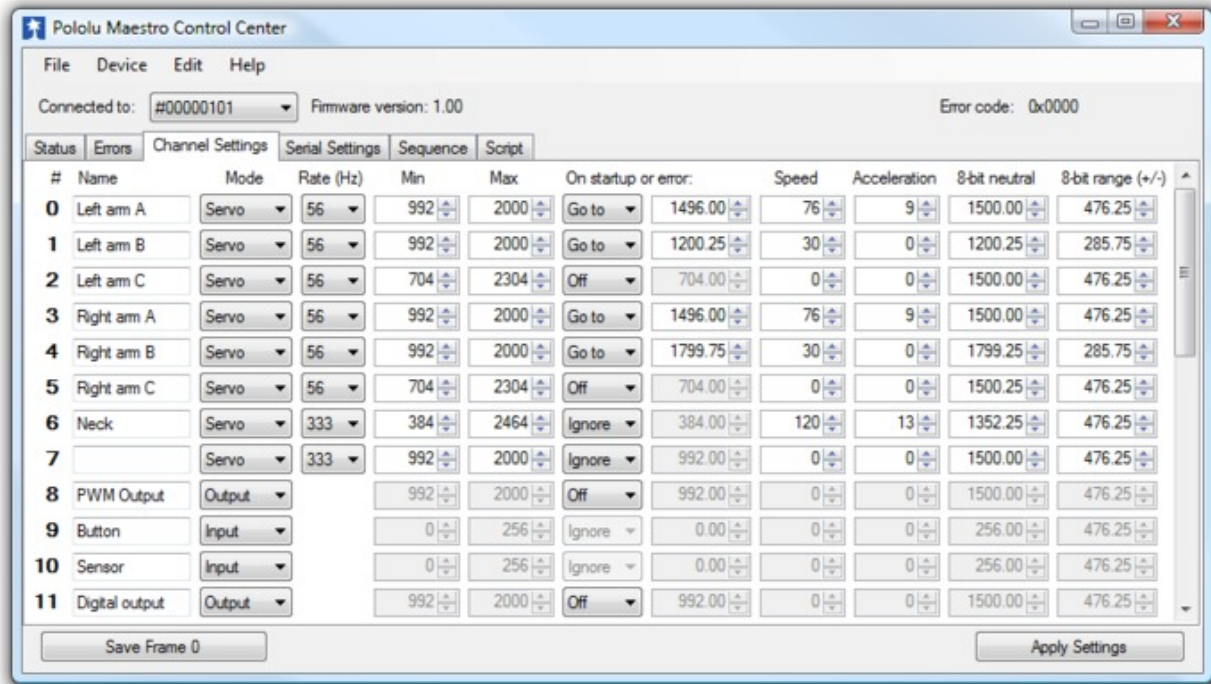 Pololu Maestro Control Center
File Device Edit Help
Connected to: #00000101 Firmware version: 1.00 Error code: 0x0000
Status Errors Channel Settings Serial Settings Sequence Script
# Name Mode Rate (Hz) Min Max On startup or error: Speed Acceleration 8-bit neutral 8-bit range (+/-)
0 Left arm A Servo 56 992 2000 Go to 1496.00 76 9 1500.00 476.25
1 Left arm B Servo 56 992 2000 Go to 1200.25 30 0 1200.25 285.75
2 Left arm C Servo 56 704 2304 Off 704.00 0 0 1500.00 476.25
3 Right arm A Servo 56 992 2000 Go to 1496.00 76 9 1500.00 476.25
4 Right arm B Servo 56 992 2000 Go to 1799.75 30 0 1799.25 285.75
5 Right arm C Servo 56 704 2304 Off 704.00 0 0 1500.25 476.25
6 Neck Servo 333 384 2464 Ignore 384.00 120 13 1352.25 476.25
7 Servo 333 992 2000 Ignore 992.00 0 0 1500.00 476.25
8 PWM Output Output 992 2000 Off 992.00 0 0 1500.00 476.25
9 Button Input 0 256 Ignore 0.00 0 0 256.00 476.25
10 Sensor Input 0 256 Ignore 0.00 0 0 256.00 476.25
11 Digital output Output 992 2000 Off 992.00 0 0 1500.00 476.25
Save Frame 0 Apply Settings